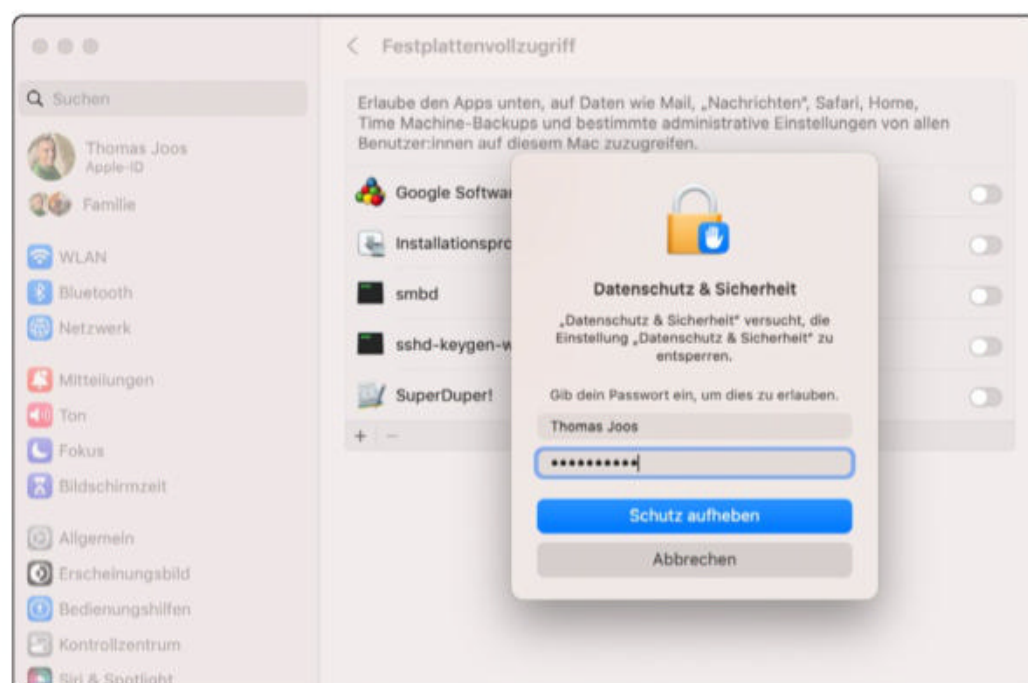 Festplattenvollzugriff
Suchen
Thomas Joos
Apple-ID
Familie
WLAN
Bluetooth
Netzwerk
Mitteilungen
Ton
Fokus
Bildschirmzeit
Allgemein
Erscheinungsbild
Bedienungshilfen
Kontrollzentrum
Siri & Spotlight
Erlaube den Apps unten, auf Daten wie Mail, „Nachrichten“, Safari, Home,
Time Machine-Backups und bestimmte administrative Einstellungen von allen
Benutzer:innen auf diesem Mac zuzugreifen.
Google Softwar
Installationspro
smbd
sshd-keygen-w
SuperDuper!
+ −
Datenschutz & Sicherheit
„Datenschutz & Sicherheit“ versucht, die
Einstellung „Datenschutz & Sicherheit“ zu
entsperren.
Gib dein Passwort ein, um dies zu erlauben.
Thomas Joos
••••••••••
Schutz aufheben
Abbrechen